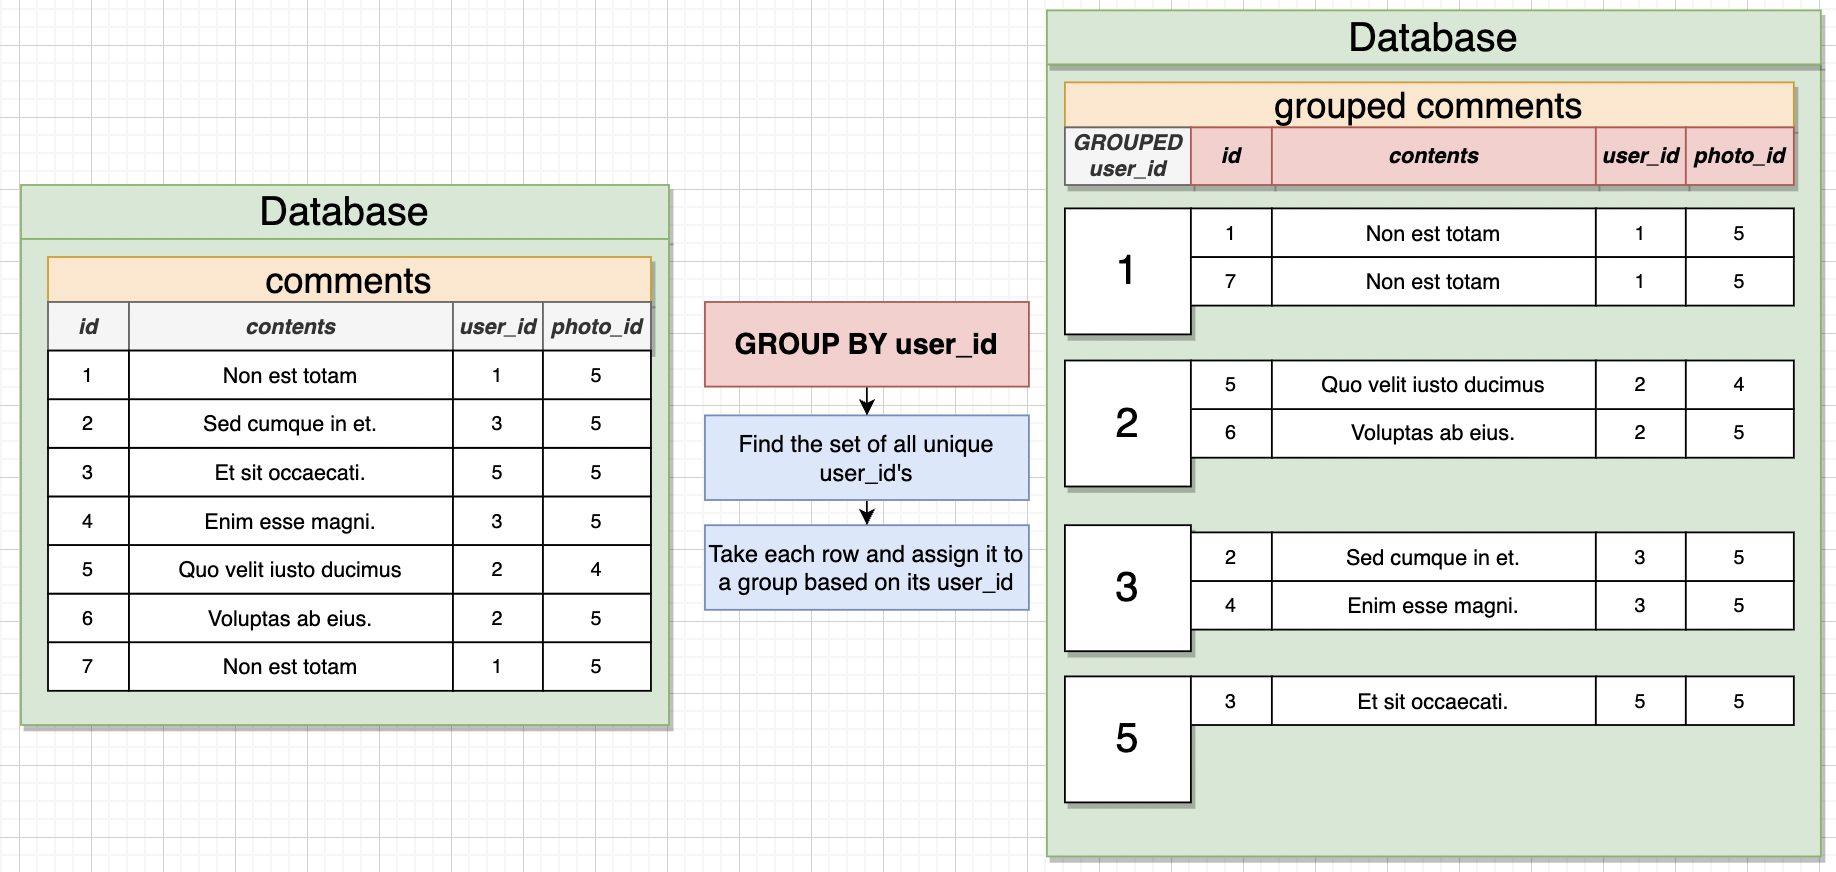 Database
comments
id contents user_id photo_id
1 Non est totam 1 5
2 Sed cumque in et. 3 5
3 Et sit occaecati. 5 5
4 Enim esse magni. 3 5
5 Quo velit iusto ducimus 2 4
6 Voluptas ab eius. 2 5
7 Non est totam 1 5
GROUP BY user_id
Find the set of all unique
user_id's
Take each row and assign it to
a group based on its user_id
Database
grouped comments
GROUPED
user_id
id contents user_id photo_id
1
1 Non est totam 1 5
7 Non est totam 1 5
2
5 Quo velit iusto ducimus 2 4
6 Voluptas ab eius. 2 5
3
2 Sed cumque in et. 3 5
4 Enim esse magni. 3 5
5
3 Et sit occaecati. 5 5